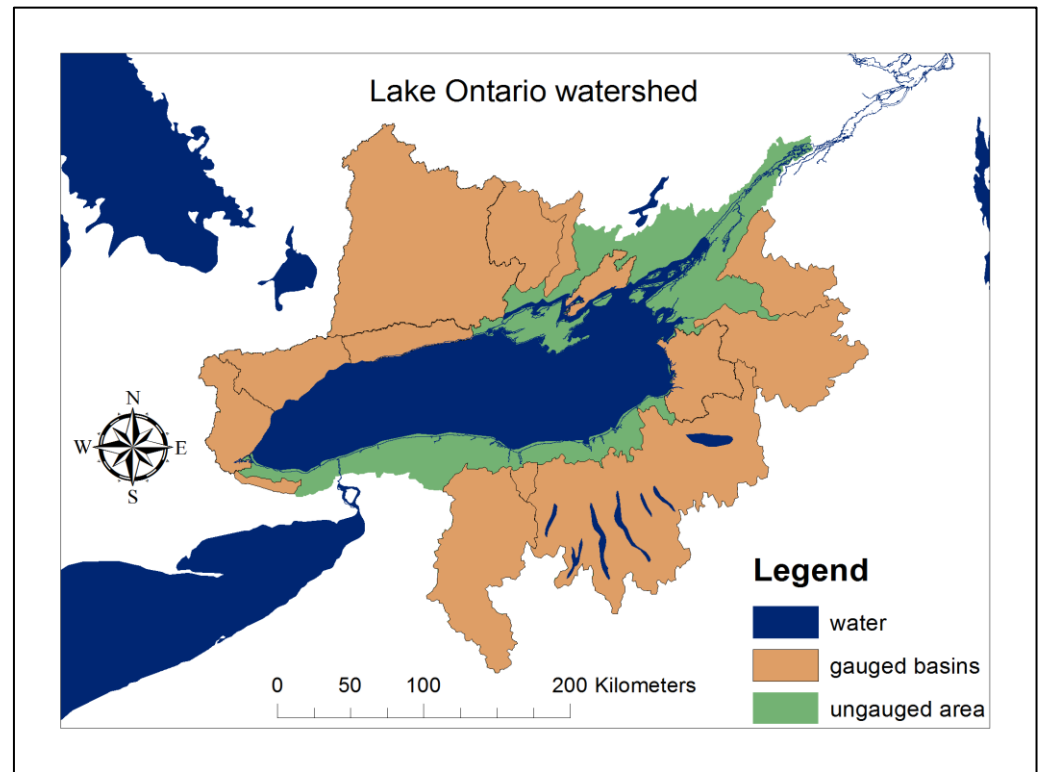 Lake Ontario watershed
N
W E
S
Legend
water
gauged basins
ungauged area
0 50 100 200 Kilometers